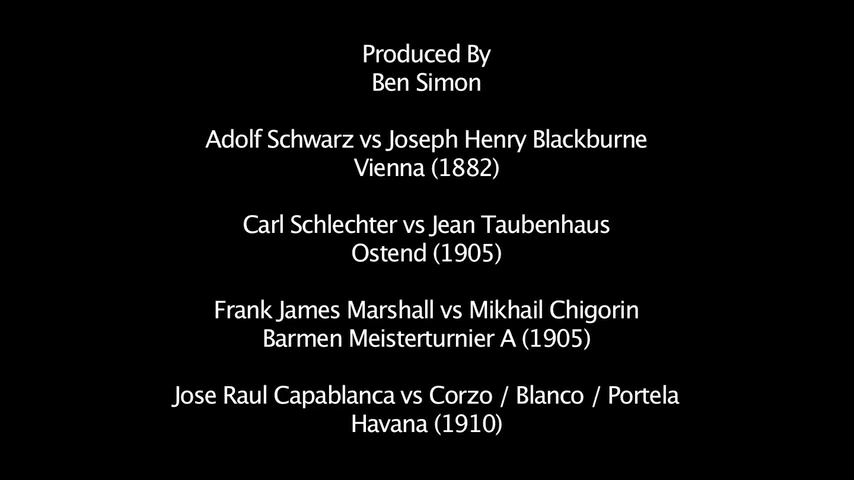 Produced By
Ben Simon
Adolf Schwarz vs Joseph Henry Blackburne
Vienna (1882)
Carl Schlechter vs Jean Taubenhaus
Ostend (1905)
Frank James Marshall vs Mikhail Chigorin
Barmen Meisterturnier A (1905)
Jose Raul Capablanca vs Corzo / Blanco / Portela
Havana (1910)